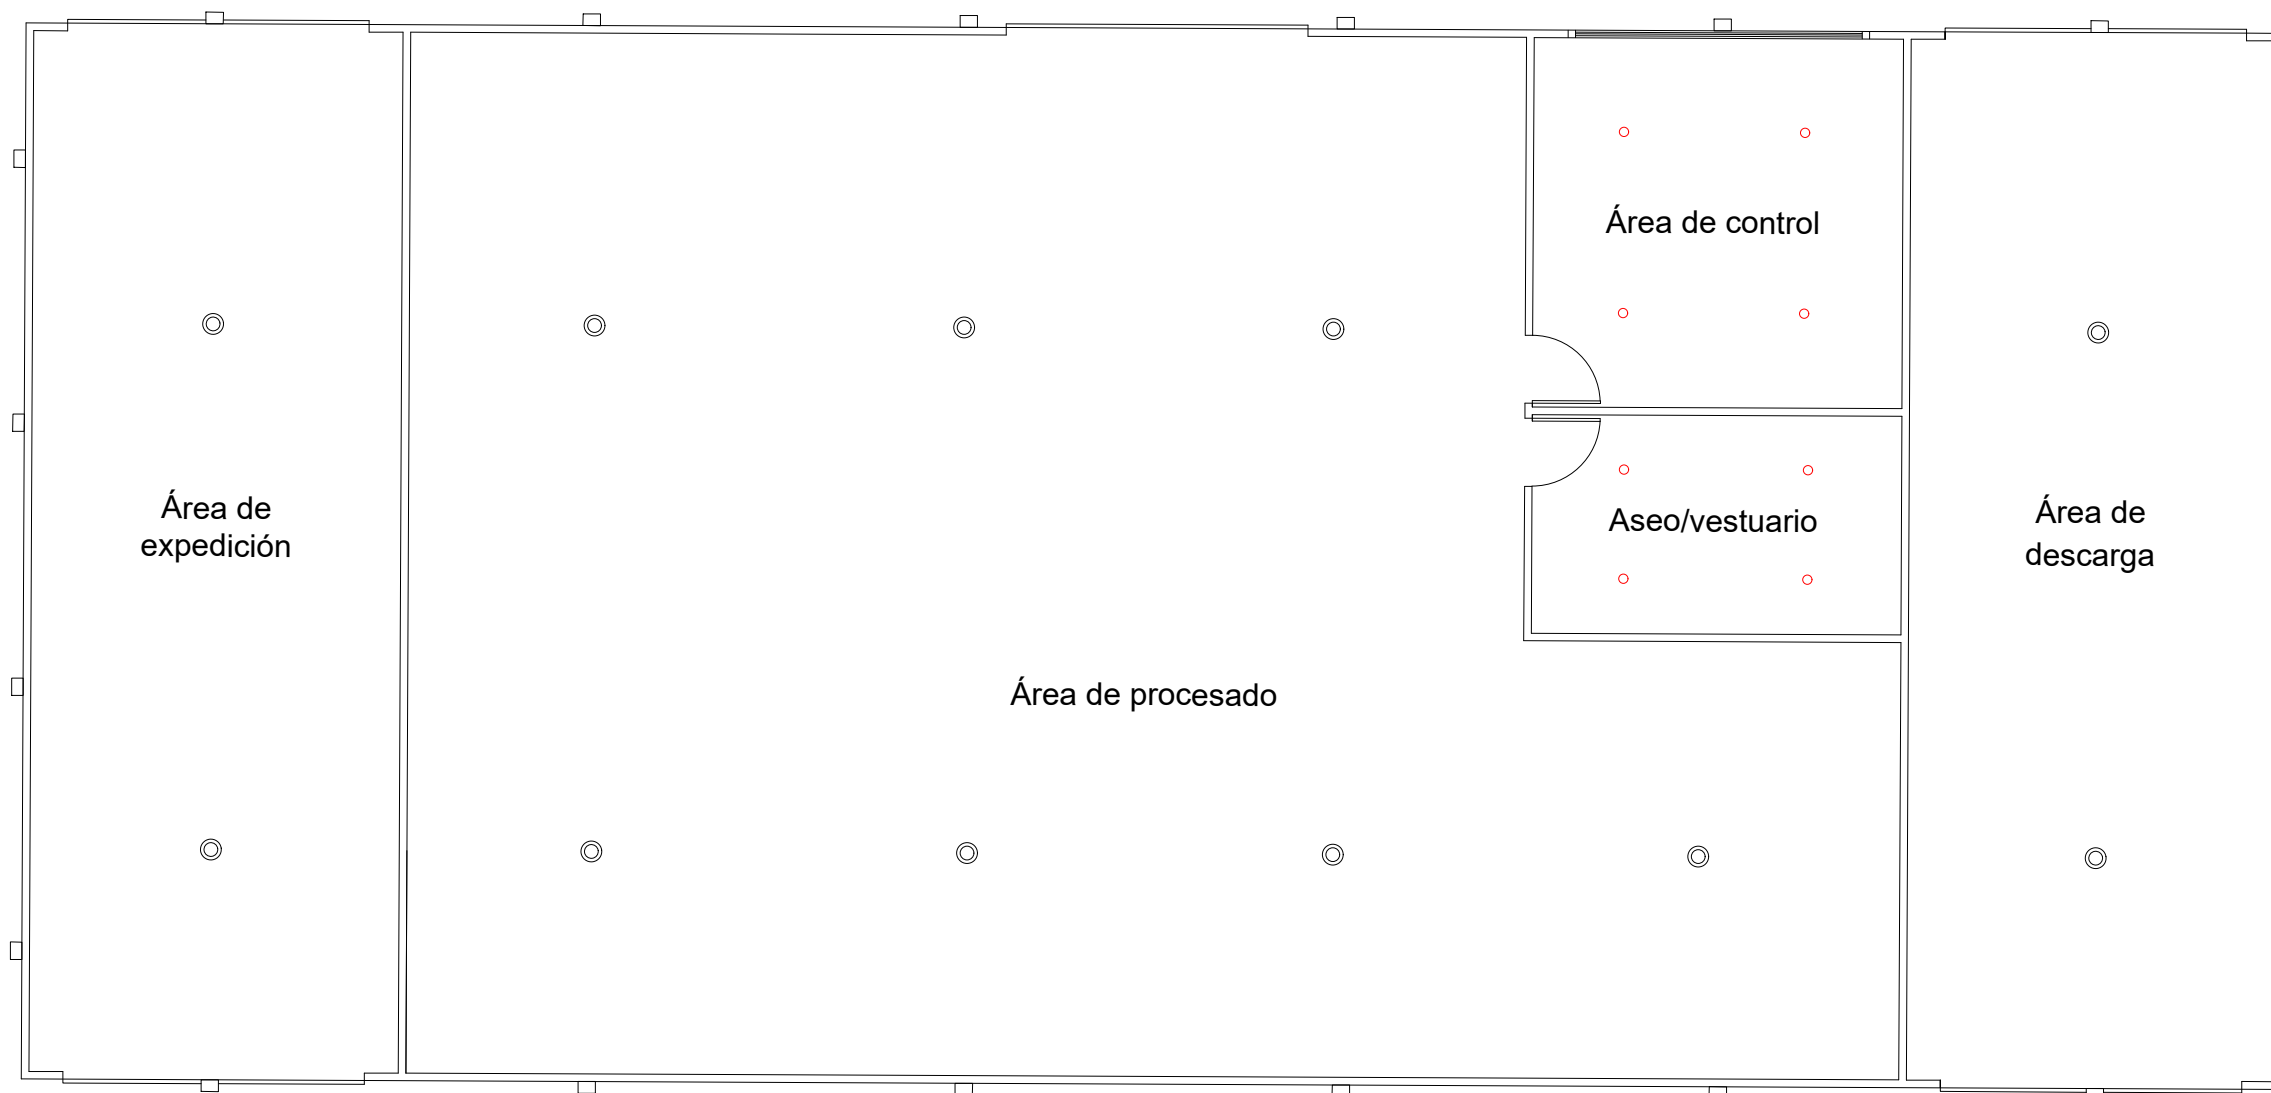 Área de control
Área de
expedición
Aseo/vestuario
Área de
descarga
Área de procesado